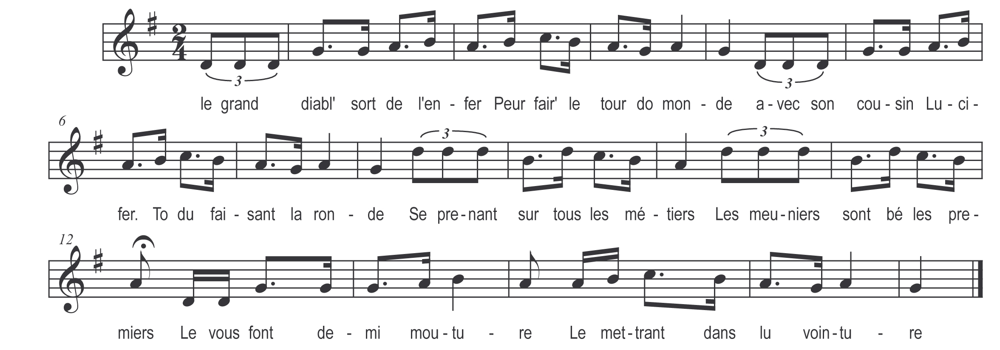 le grand diabl' sort de l'en - fer Peur fair' le tour do mon - de a - vec son cou - sin Lu - ci -
6
fer. To du fai - sant la ron - de Se pre - nant sur tous les mé - tiers Les meu - niers sont bé les pre -
12
miers Le vous font de - mi mou - tu - re Le met - trant dans lu voin - tu - re